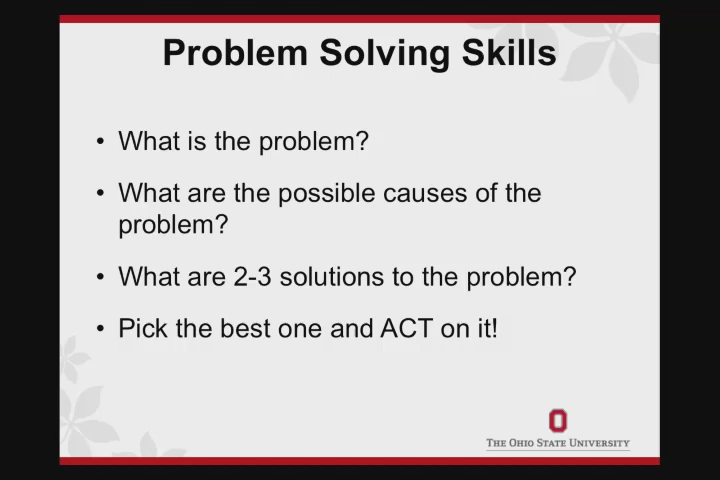 Problem Solving Skills
• What is the problem?
• What are the possible causes of the
problem?
• What are 2-3 solutions to the problem?
• Pick the best one and ACT on it!
THE OHIO STATE UNIVERSITY